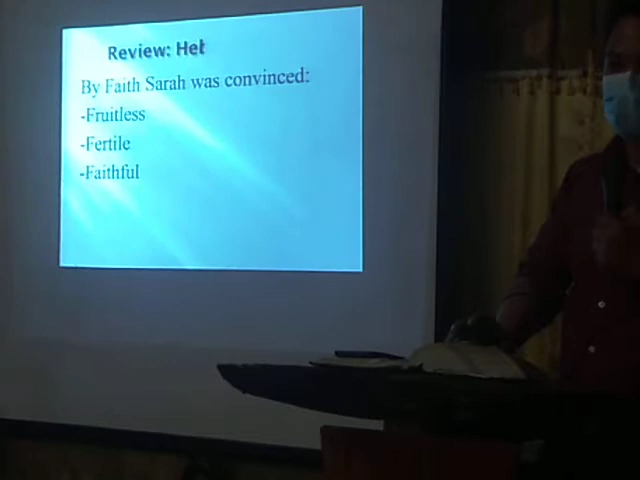 Review: Heb
By Faith Sarah was convinced:
-Fruitless
-Fertile
-Faithful